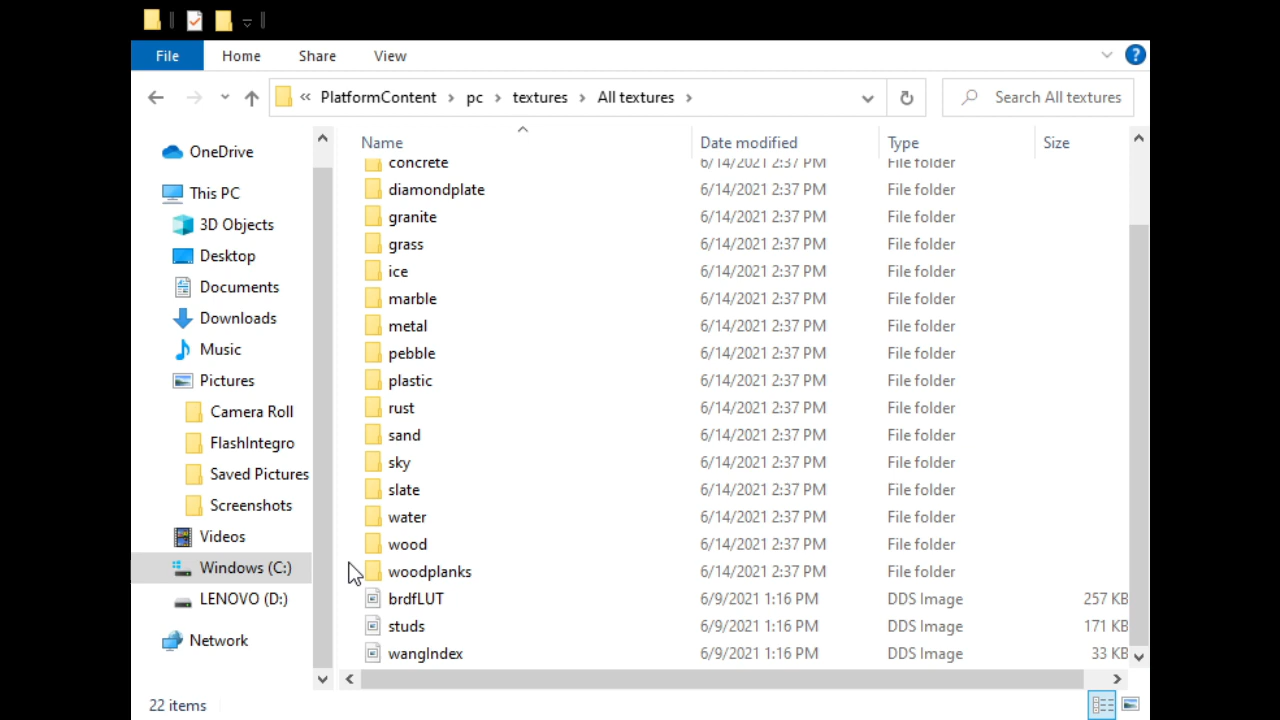 File Home Share View
« PlatformContent › pc › textures › All textures › Search All textures
OneDrive
This PC
3D Objects
Desktop
Documents
Downloads
Music
Pictures
Camera Roll
FlashIntegro
Saved Pictures
Screenshots
Videos
Windows (C:)
LENOVO (D:)
Network
Name Date modified Type Size
concrete 6/14/2021 2:37 PM File folder
diamondplate 6/14/2021 2:37 PM File folder
granite 6/14/2021 2:37 PM File folder
grass 6/14/2021 2:37 PM File folder
ice 6/14/2021 2:37 PM File folder
marble 6/14/2021 2:37 PM File folder
metal 6/14/2021 2:37 PM File folder
pebble 6/14/2021 2:37 PM File folder
plastic 6/14/2021 2:37 PM File folder
rust 6/14/2021 2:37 PM File folder
sand 6/14/2021 2:37 PM File folder
sky 6/14/2021 2:37 PM File folder
slate 6/14/2021 2:37 PM File folder
water 6/14/2021 2:37 PM File folder
wood 6/14/2021 2:37 PM File folder
woodplanks 6/14/2021 2:37 PM File folder
brdfLUT 6/9/2021 1:16 PM DDS Image 257 KB
studs 6/9/2021 1:16 PM DDS Image 171 KB
wangIndex 6/9/2021 1:16 PM DDS Image 33 KB
22 items